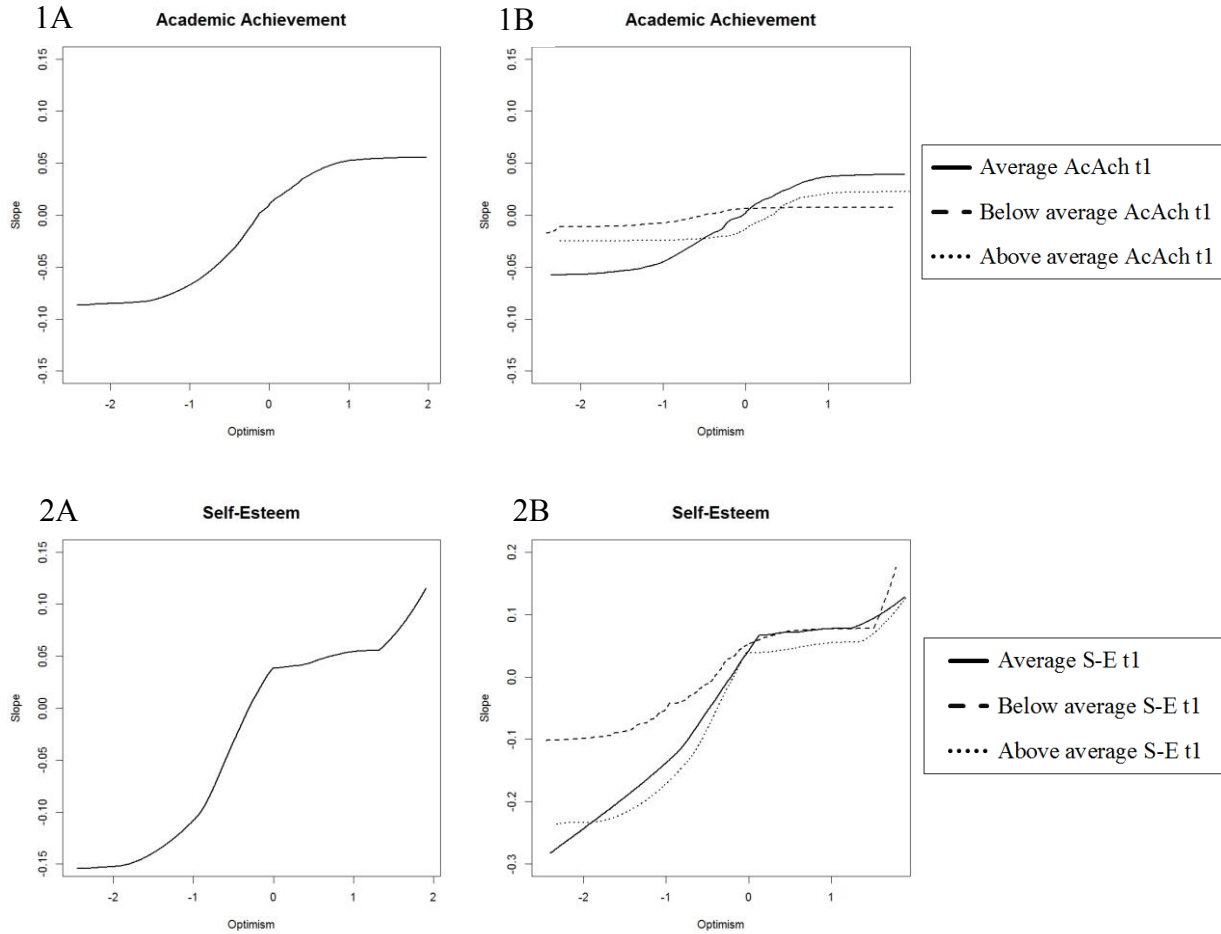 1A
Academic Achievement
0.15
0.10
0.05
0.00
-0.05
-0.10
-0.15
Slope
-2
-1
0
1
2
Optimism
1B
Academic Achievement
0.15
0.10
0.05
0.00
-0.05
-0.10
-0.15
Slope
-2
-1
0
1
Optimism
Average AcAch t1
Below average AcAch t1
Above average AcAch t1
2A
Self-Esteem
0.15
0.10
0.05
0.00
-0.05
-0.10
-0.15
Slope
-2
-1
0
1
2
Optimism
2B
Self-Esteem
0.2
0.1
0.0
-0.1
-0.2
-0.3
Slope
-2
-1
0
1
Optimism
Average S-E t1
Below average S-E t1
Above average S-E t1